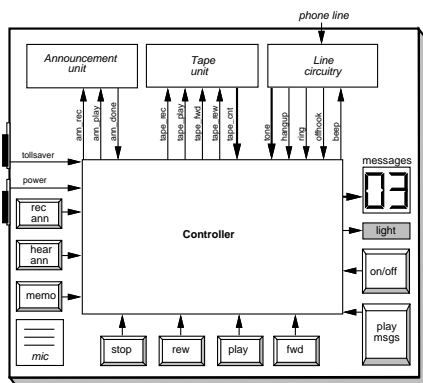 phone line
Announcement
unit
Tape
unit
Line
circuitry
ann_rec
ann_play
ann_done
tape_rec
tape_play
tape_fwd
tape_rew
tape_cnt
tone
hangup
ring
offhook
beep
tollsaver
power
messages
03
rec
ann
light
Controller
hear
ann
on/off
memo
play
msgs
mic
stop
rew
play
fwd